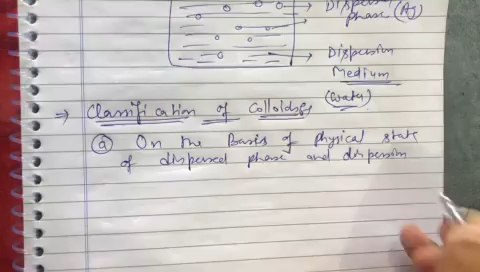 Dispersed
phase (Ag)
Dispersion
Medium
(water)
→ Classification of Colloids
(a) On the Basis of physical state
of dispersed phase and dispersion